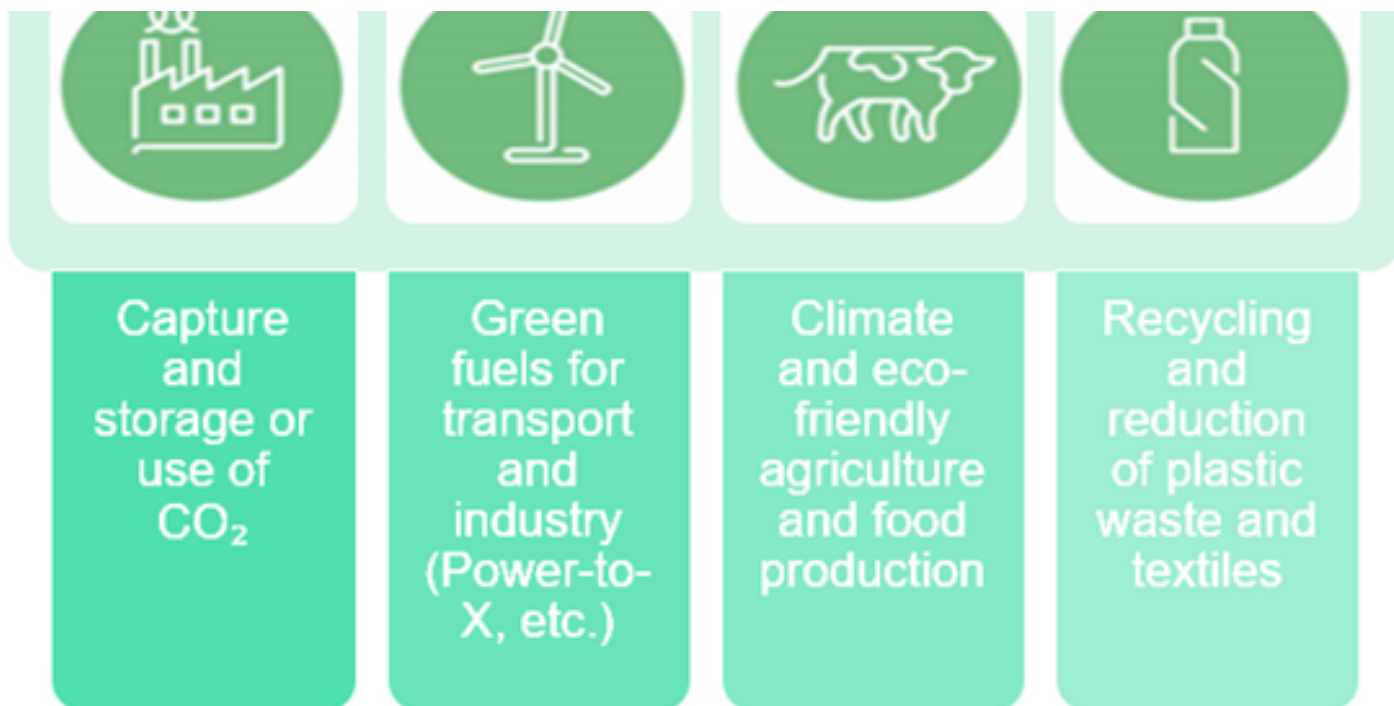 Capture
and
storage or
use of
CO₂
Green
fuels for
transport
and
industry
(Power-to-
X, etc.)
Climate
and eco-
friendly
agriculture
and food
production
Recycling
and
reduction
of plastic
waste and
textiles